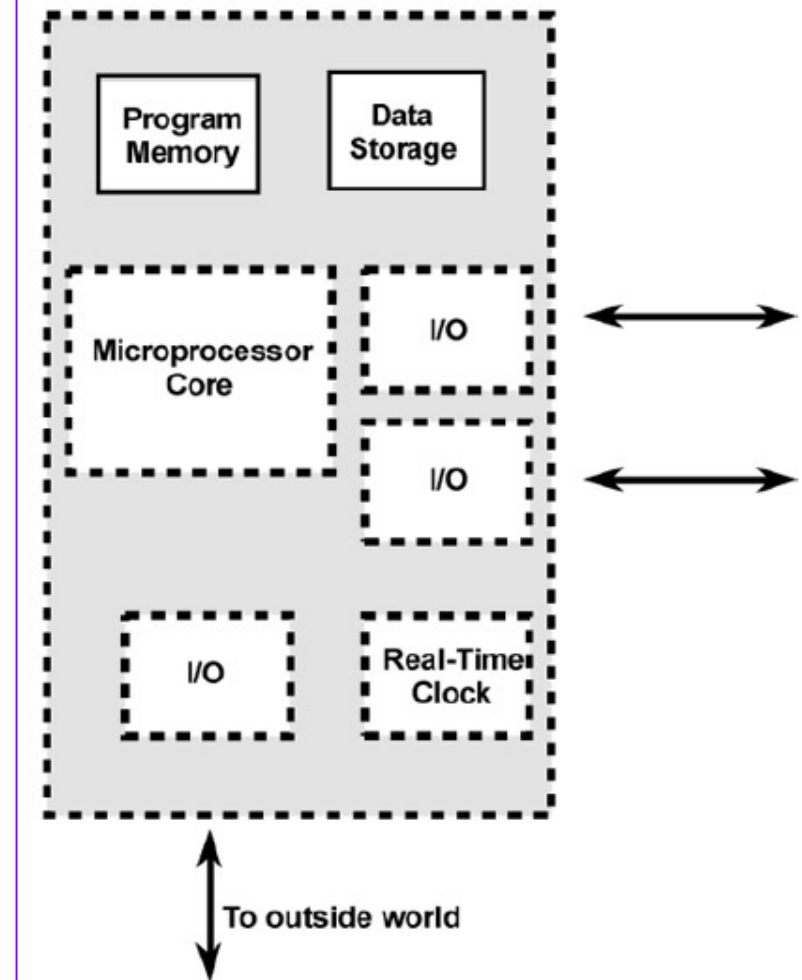 Program
Memory
Data
Storage
Microprocessor
Core
I/O
I/O
I/O
Real-Time
Clock
To outside world